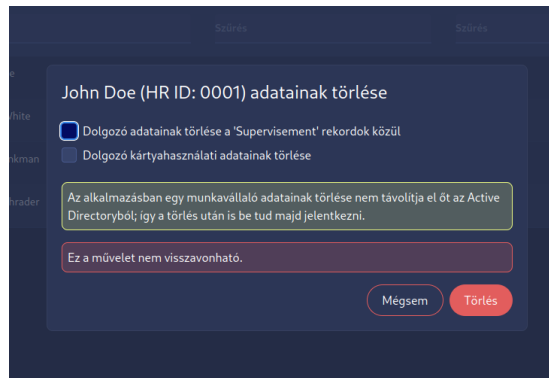 Szűrés
Szűrés
John Doe (HR ID: 0001) adatainak törlése
Dolgozó adatainak törlése a 'Supervisement' rekordok közül
Dolgozó kártyahasználati adatainak törlése
Az alkalmazásban egy munkavállaló adatainak törlése nem távolítja el őt az Active
Directoryból; így a törlés után is be tud majd jelentkezni.
Ez a művelet nem visszavonható.
Mégsem
Törlés